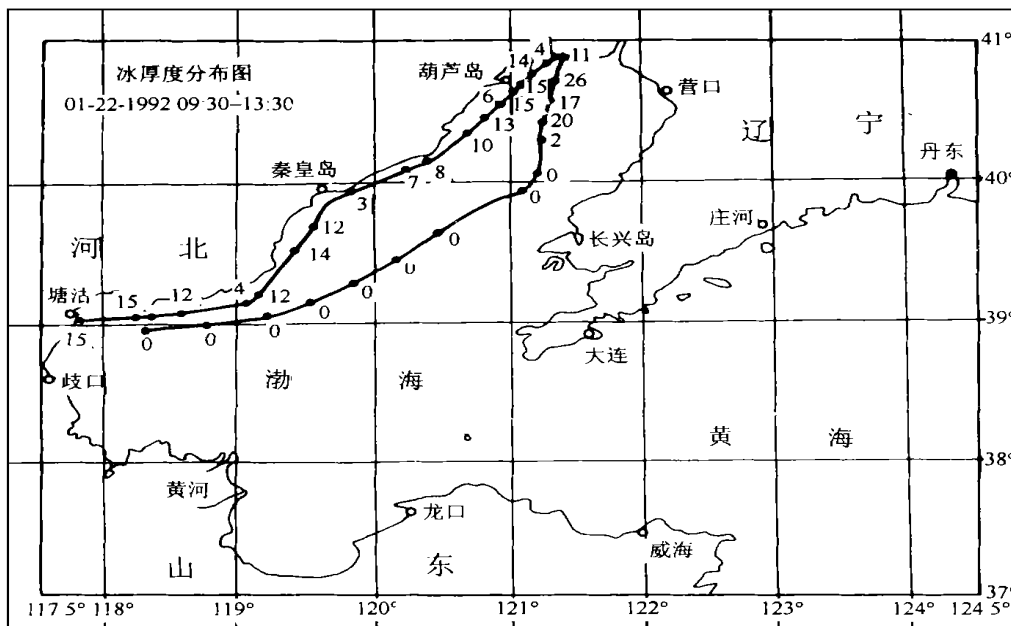 41°
冰厚度分布图
01-22-1992 09:30–13:30
葫芦岛
4
11
14
26
6
15
15
17
营口
13
20
辽 宁
10
2
丹东
秦皇岛
8
7
0
40°
3
0
庄河
12
0
长兴岛
河 北
14
0
塘沽
15
12
4
12
0
0
15
0
0
0
39°
大连
歧口
渤 海
黄 海
38°
黄河
龙口
威海
山 东
37°
117 5°
118°
119°
120°
121°
122°
123°
124°
124 5°